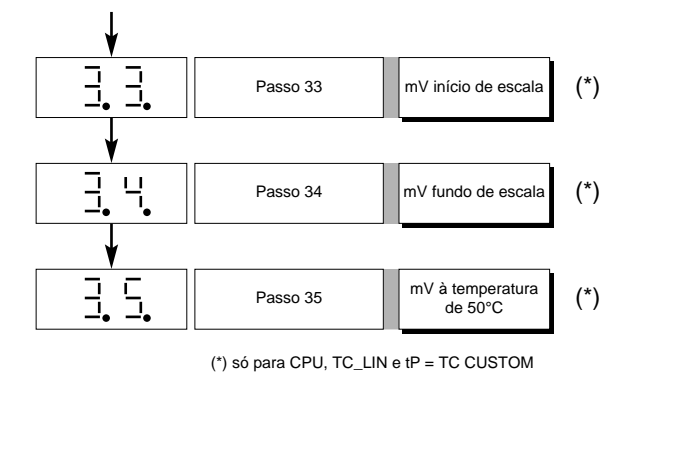 3.3.
Passo 33
mV início de escala
(*)
3.4.
Passo 34
mV fundo de escala
(*)
3.5.
Passo 35
mV à temperatura
de 50°C
(*)
(*) só para CPU, TC_LIN e tP = TC CUSTOM